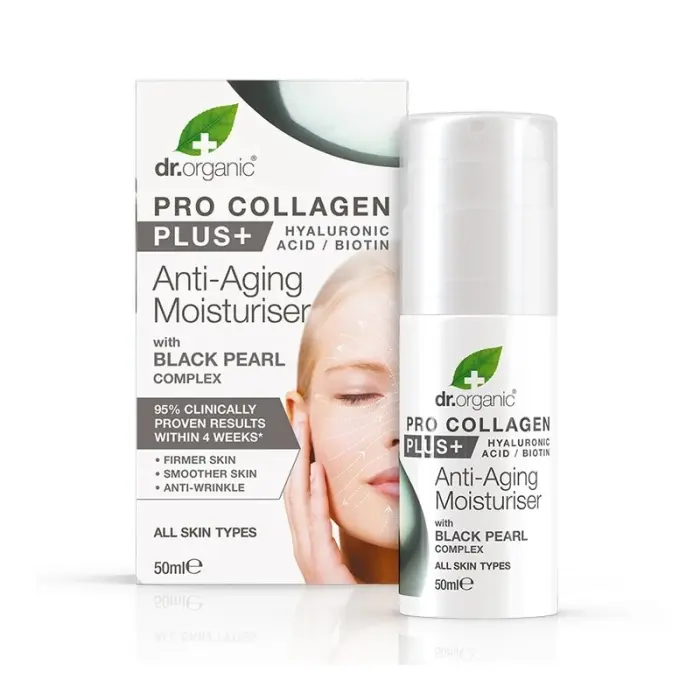 dr.organic®
PRO COLLAGEN
PLUS+
HYALURONIC
ACID / BIOTIN
Anti-Aging
Moisturiser
with
BLACK PEARL
COMPLEX
95% CLINICALLY
PROVEN RESULTS
WITHIN 4 WEEKS*
• FIRMER SKIN
• SMOOTHER SKIN
• ANTI-WRINKLE
ALL SKIN TYPES
50ml℮
dr.organic®
PRO COLLAGEN
PLUS+
HYALURONIC
ACID / BIOTIN
Anti-Aging
Moisturiser
with
BLACK PEARL
COMPLEX
ALL SKIN TYPES
50ml℮